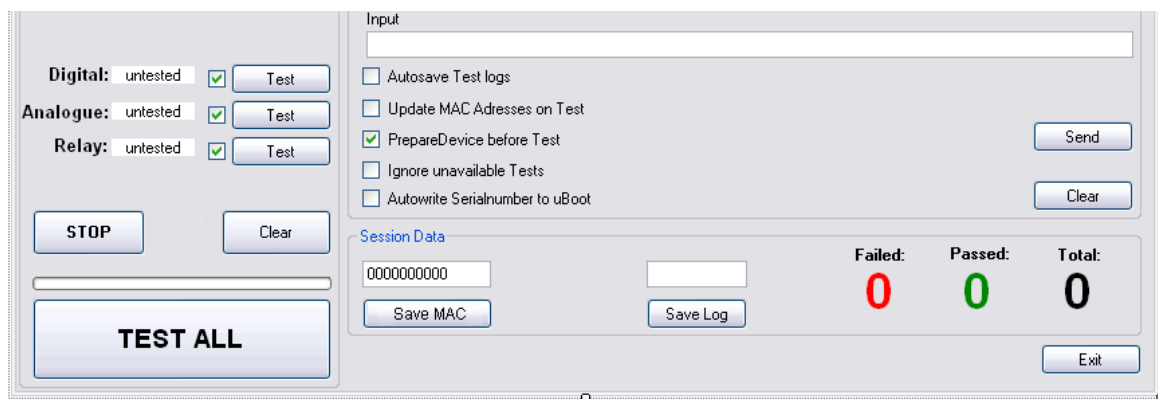 Input
Digital: untested Test
Analogue: untested Test
Relay: untested Test
STOP Clear
TEST ALL
Autosave Test logs
Update MAC Adresses on Test
PrepareDevice before Test
Ignore unavailable Tests
Autowrite Serialnumber to uBoot
Send
Clear
Session Data
0000000000
Save MAC
Save Log
Failed: Passed: Total:
0 0 0
Exit